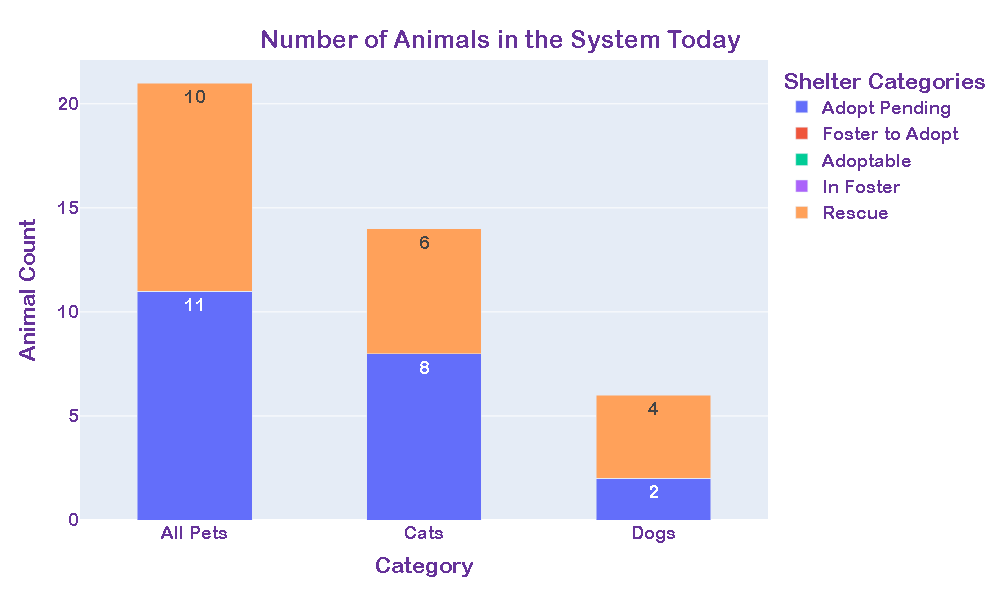 Number of Animals in the System Today
Shelter Categories
Adopt Pending
Foster to Adopt
Adoptable
In Foster
Rescue
Animal Count
20
15
10
5
0
10
11
6
8
4
2
All Pets
Cats
Dogs
Category